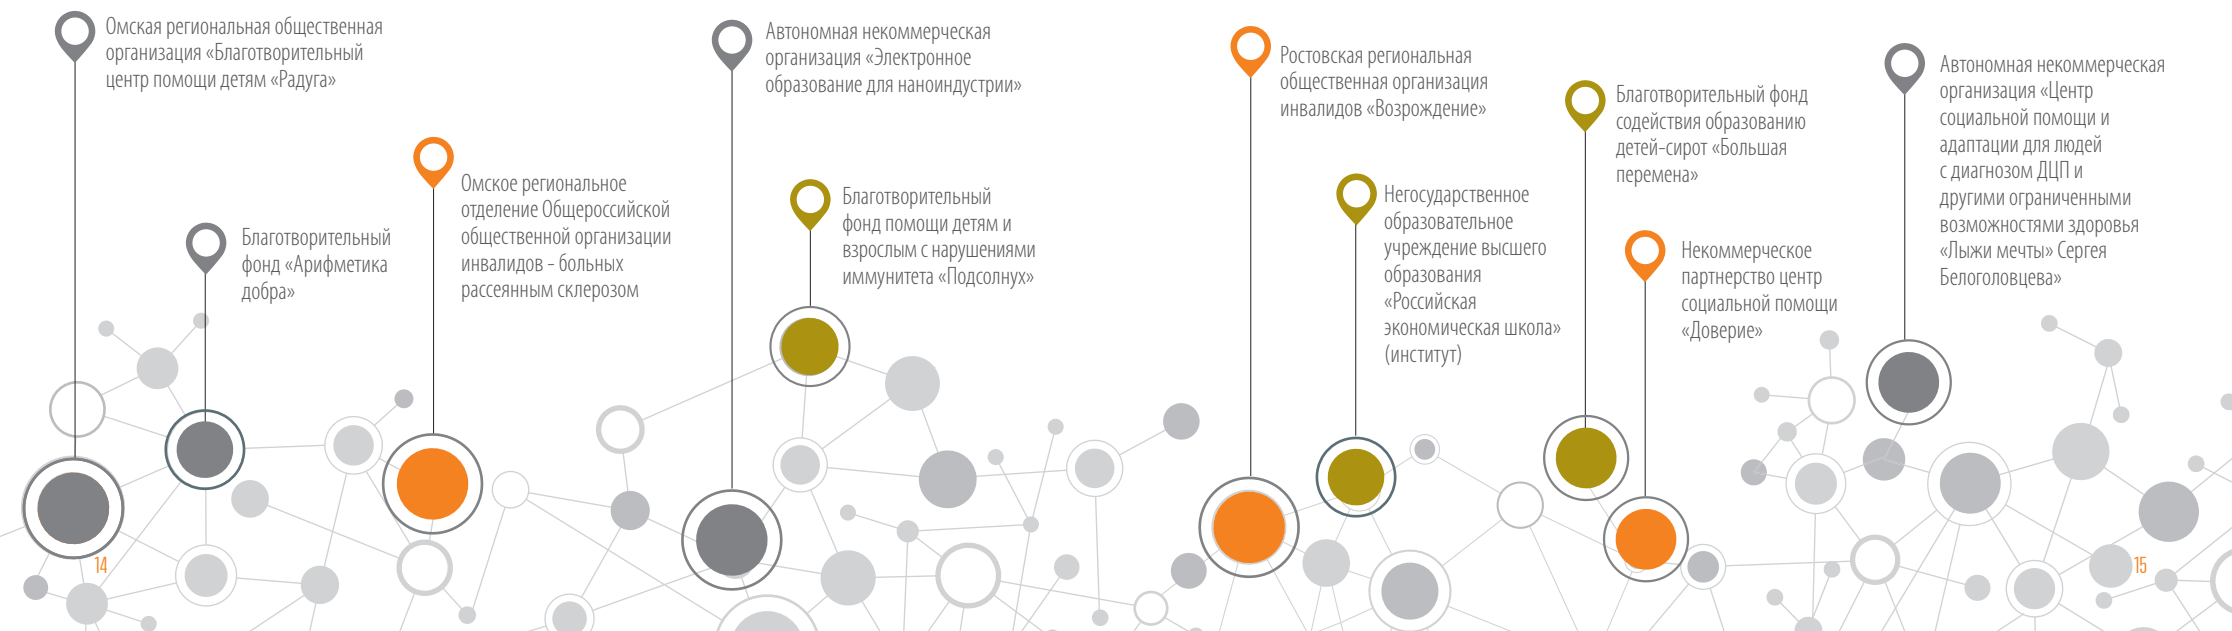 Омская региональная общественная
организация «Благотворительный
центр помощи детям «Радуга»
Благотворительный
фонд «Арифметика
добра»
Омское региональное
отделение Общероссийской
общественной организации
инвалидов - больных
рассеянным склерозом
Автономная некоммерческая
организация «Электронное
образование для наноиндустрии»
Благотворительный
фонд помощи детям и
взрослым с нарушениями
иммунитета «Подсолнух»
Ростовская региональная
общественная организация
инвалидов «Возрождение»
Негосударственное
образовательное
учреждение высшего
образования
«Российская
экономическая школа»
(институт)
Благотворительный фонд
содействия образованию
детей-сирот «Большая
перемена»
Некоммерческое
партнерство центр
социальной помощи
«Доверие»
Автономная некоммерческая
организация «Центр
социальной помощи и
адаптации для людей
с диагнозом ДЦП и
другими ограниченными
возможностями здоровья
«Лыжи мечты» Сергея
Белоголовцева»
14
15